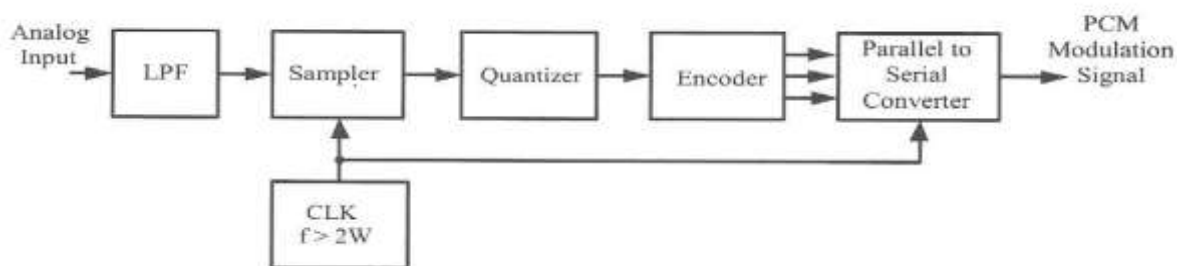 Analog
Input
LPF
Sampler
Quantizer
Encoder
Parallel to
Serial
Converter
PCM
Modulation
Signal
CLK
f > 2W